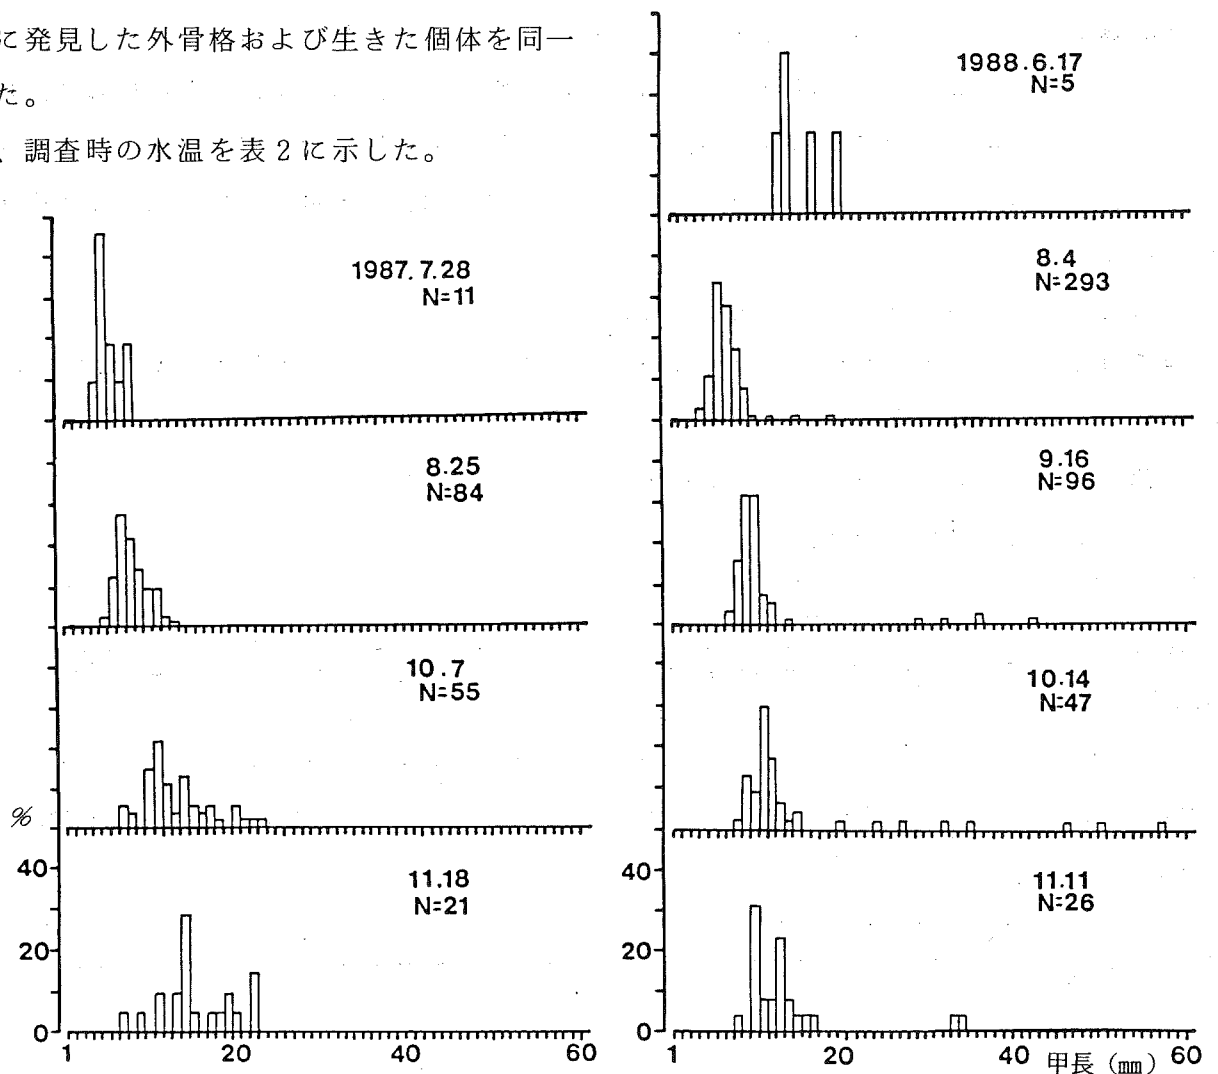 に発見した外骨格および生きた個体を同一
た。
、調査時の水温を表2に示した。
1987.7.28
N=11
8.25
N=84
10.7
N=55
%
40
11.18
N=21
20
0
1 20 40 60
1988.6.17
N=5
8.4
N=293
9.16
N=96
10.14
N=47
40
11.11
N=26
20
0
1 20 40 甲長(mm) 60